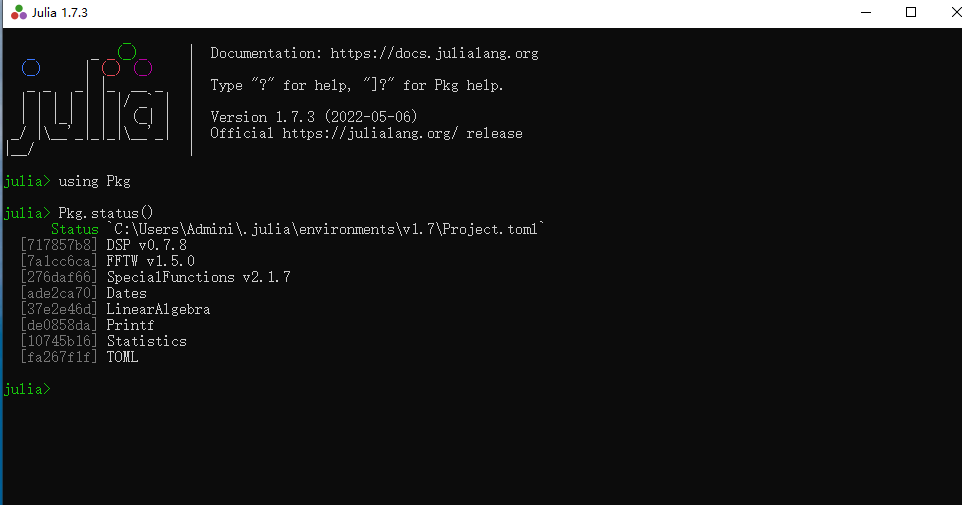 Julia 1.7.3
Documentation: https://docs.julialang.org
Type "?" for help, "]?" for Pkg help.
Version 1.7.3 (2022-05-06)
Official https://julialang.org/ release
julia> using Pkg
julia> Pkg.status()
Status `C:\Users\Admini\.julia\environments\v1.7\Project.toml`
[717857b8] DSP v0.7.8
[7a1cc6ca] FFTW v1.5.0
[276daf66] SpecialFunctions v2.1.7
[ade2ca70] Dates
[37e2e46d] LinearAlgebra
[de0858da] Printf
[10745b16] Statistics
[fa267f1f] TOML
julia>